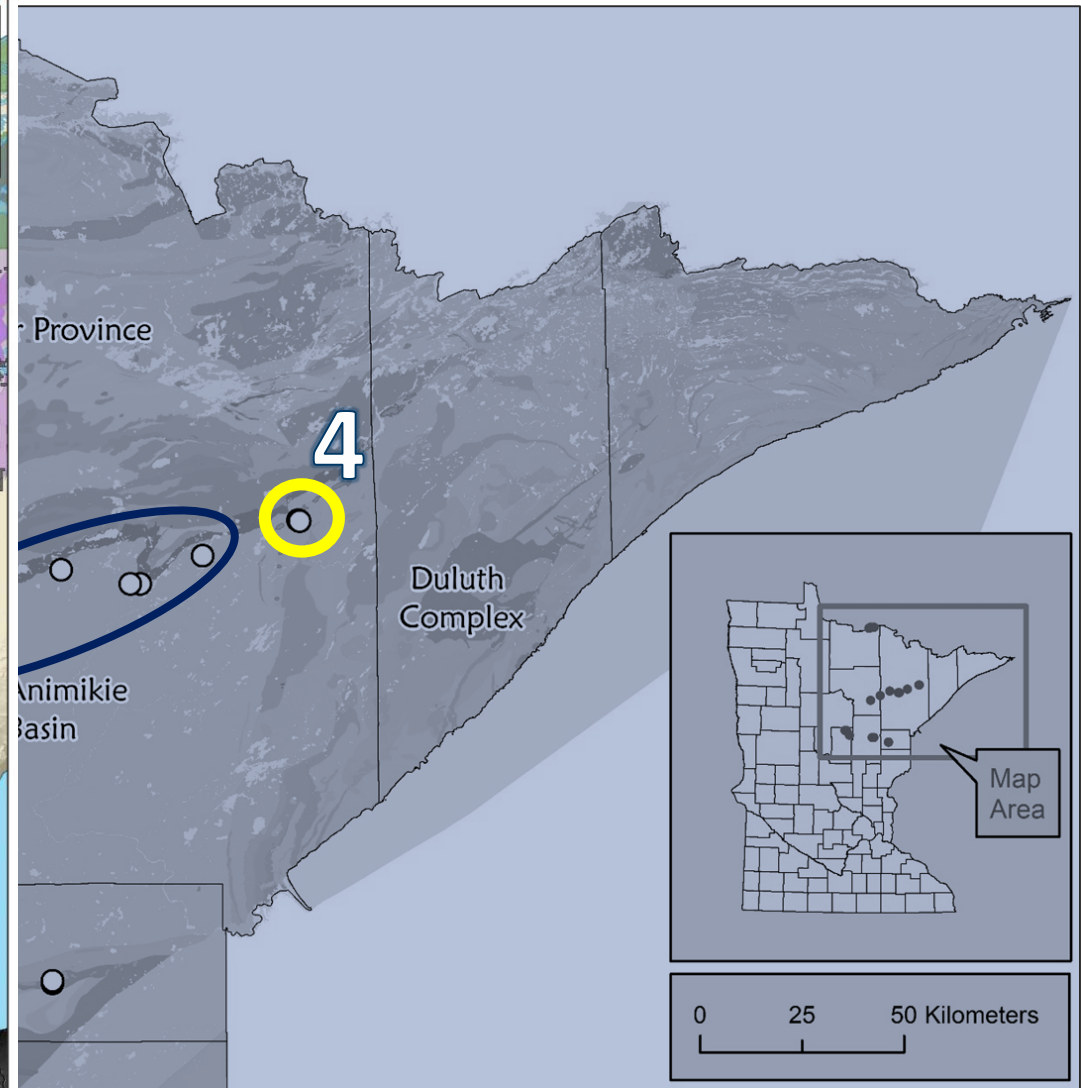 r Province
4
Duluth
Complex
Animikie
Basin
Map
Area
0 25 50 Kilometers